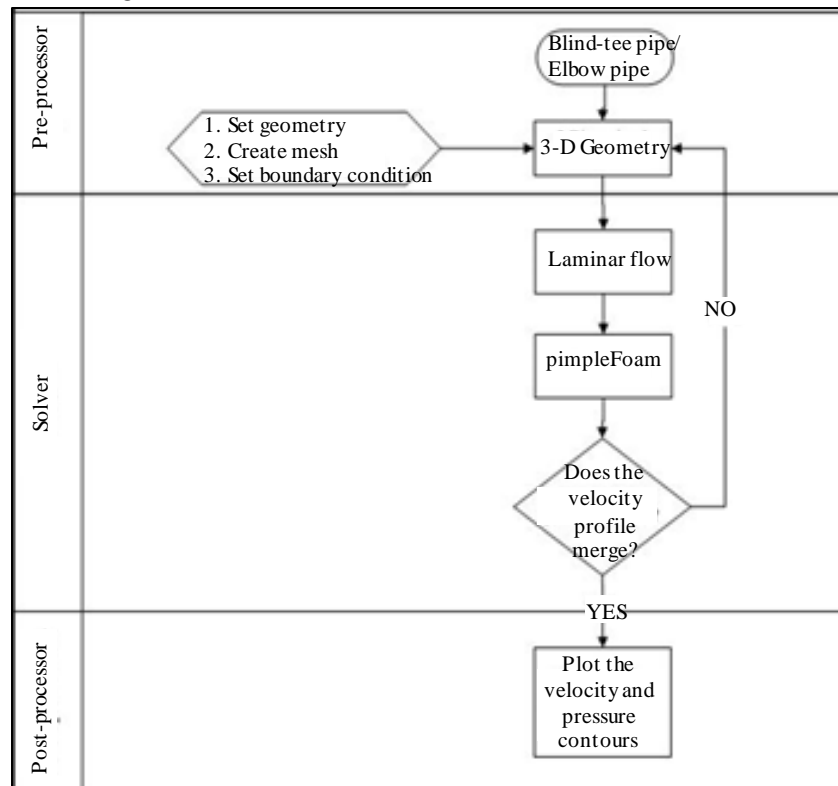 Pre-processor
Blind-tee pipe/
Elbow pipe
1. Set geometry
2. Create mesh
3. Set boundary condition
3-D Geometry
Solver
Laminar flow
NO
pimpleFoam
Does the
velocity
profile
merge?
YES
Post-processor
Plot the
velocity and
pressure
contours